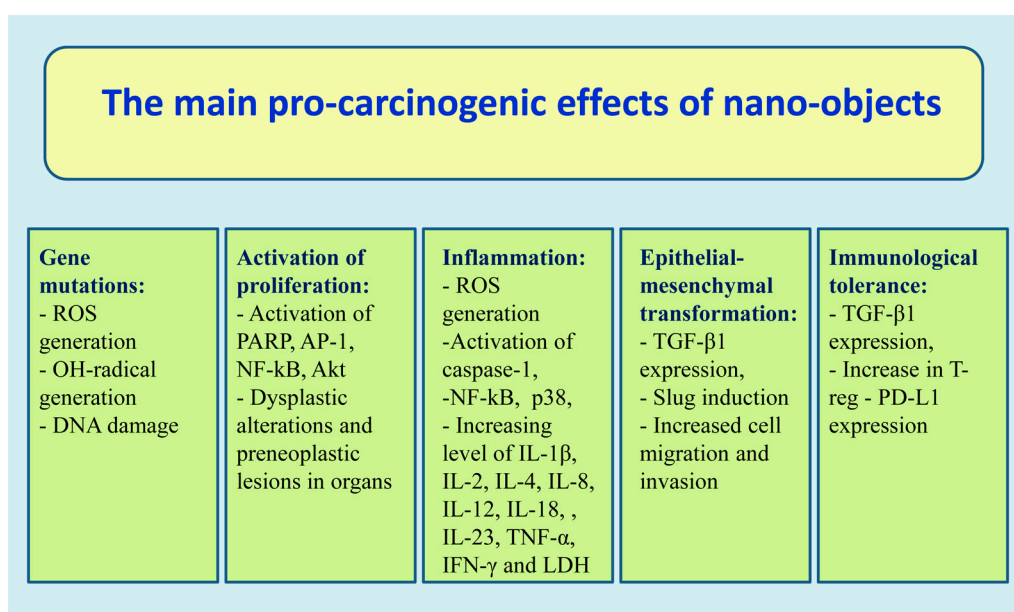 The main pro-carcinogenic effects of nano-objects
Gene
mutations:
- ROS
generation
- OH-radical
generation
- DNA damage
Activation of
proliferation:
- Activation of
PARP, AP-1,
NF-kB, Akt
- Dysplastic
alterations and
preneoplastic
lesions in organs
Inflammation:
- ROS
generation
-Activation of
caspase-1,
-NF-kB, p38,
- Increasing
level of IL-1β,
IL-2, IL-4, IL-8,
IL-12, IL-18, ,
IL-23, TNF-α,
IFN-γ and LDH
Epithelial-
mesenchymal
transformation:
- TGF-β1
expression,
- Slug induction
- Increased cell
migration and
invasion
Immunological
tolerance:
- TGF-β1
expression,
- Increase in T-
reg - PD-L1
expression